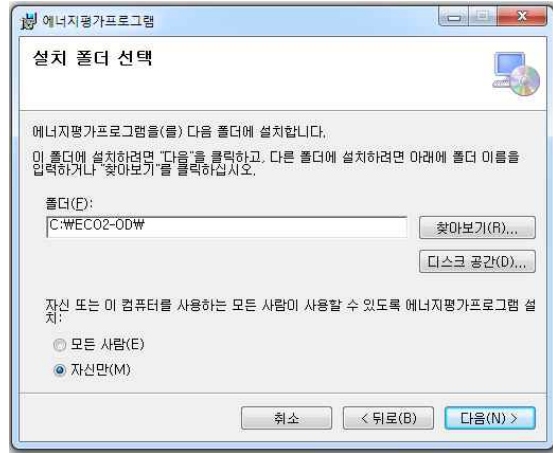 에너지평가프로그램
설치 폴더 선택
에너지평가프로그램을(를) 다음 폴더에 설치합니다.
이 폴더에 설치하려면 "다음"을 클릭하고, 다른 폴더에 설치하려면 아래에 폴더 이름을
입력하거나 "찾아보기"를 클릭하십시오.
폴더(F):
C:₩ECO2-OD₩
찾아보기(R)...
디스크 공간(D)...
자신 또는 이 컴퓨터를 사용하는 모든 사람이 사용할 수 있도록 에너지평가프로그램 설
치:
모든 사람(E)
자신만(M)
취소
< 뒤로(B)
다음(N) >